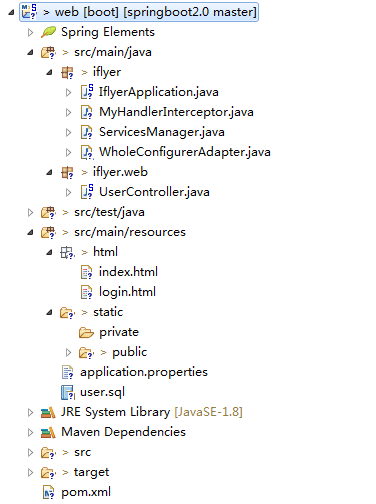 > web [boot] [springboot2.0 master]
Spring Elements
> src/main/java
> iflyer
IflyerApplication.java
MyHandlerInterceptor.java
ServicesManager.java
WholeConfigurerAdapter.java
> iflyer.web
UserController.java
> src/test/java
> src/main/resources
> html
index.html
login.html
> static
private
> public
application.properties
user.sql
JRE System Library [JavaSE-1.8]
Maven Dependencies
> src
> target
pom.xml